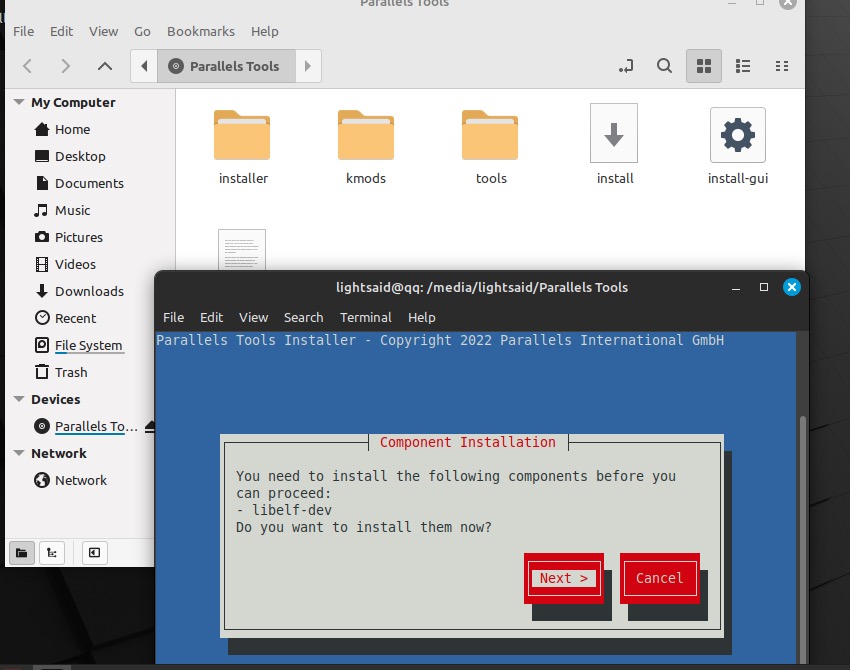 Parallels Tools
File Edit View Go Bookmarks Help
Parallels Tools
My Computer
Home
Desktop
Documents
Music
Pictures
Videos
Downloads
Recent
File System
Trash
Devices
Parallels To...
Network
Network
installer
kmods
tools
install
install-gui
lightsaid@qq: /media/lightsaid/Parallels Tools
File Edit View Search Terminal Help
Parallels Tools Installer - Copyright 2022 Parallels International GmbH
Component Installation
You need to install the following components before you
can proceed:
- libelf-dev
Do you want to install them now?
Next > Cancel